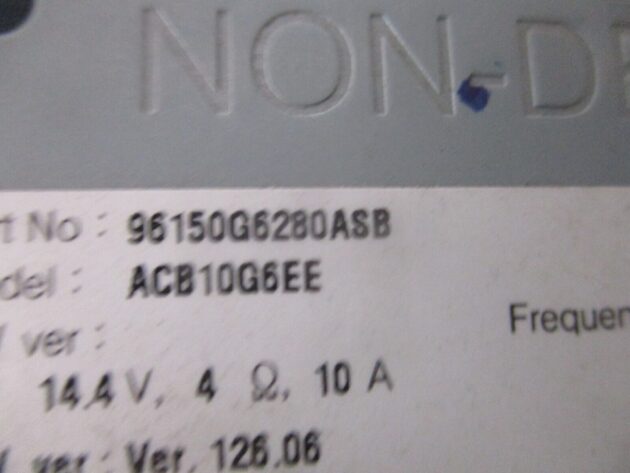 NON-D
t No : 96150G6280ASB
del : ACB10G6EE
ver :
Frequen
14.4 V, 4 Ω, 10 A
ver : Ver. 126.06